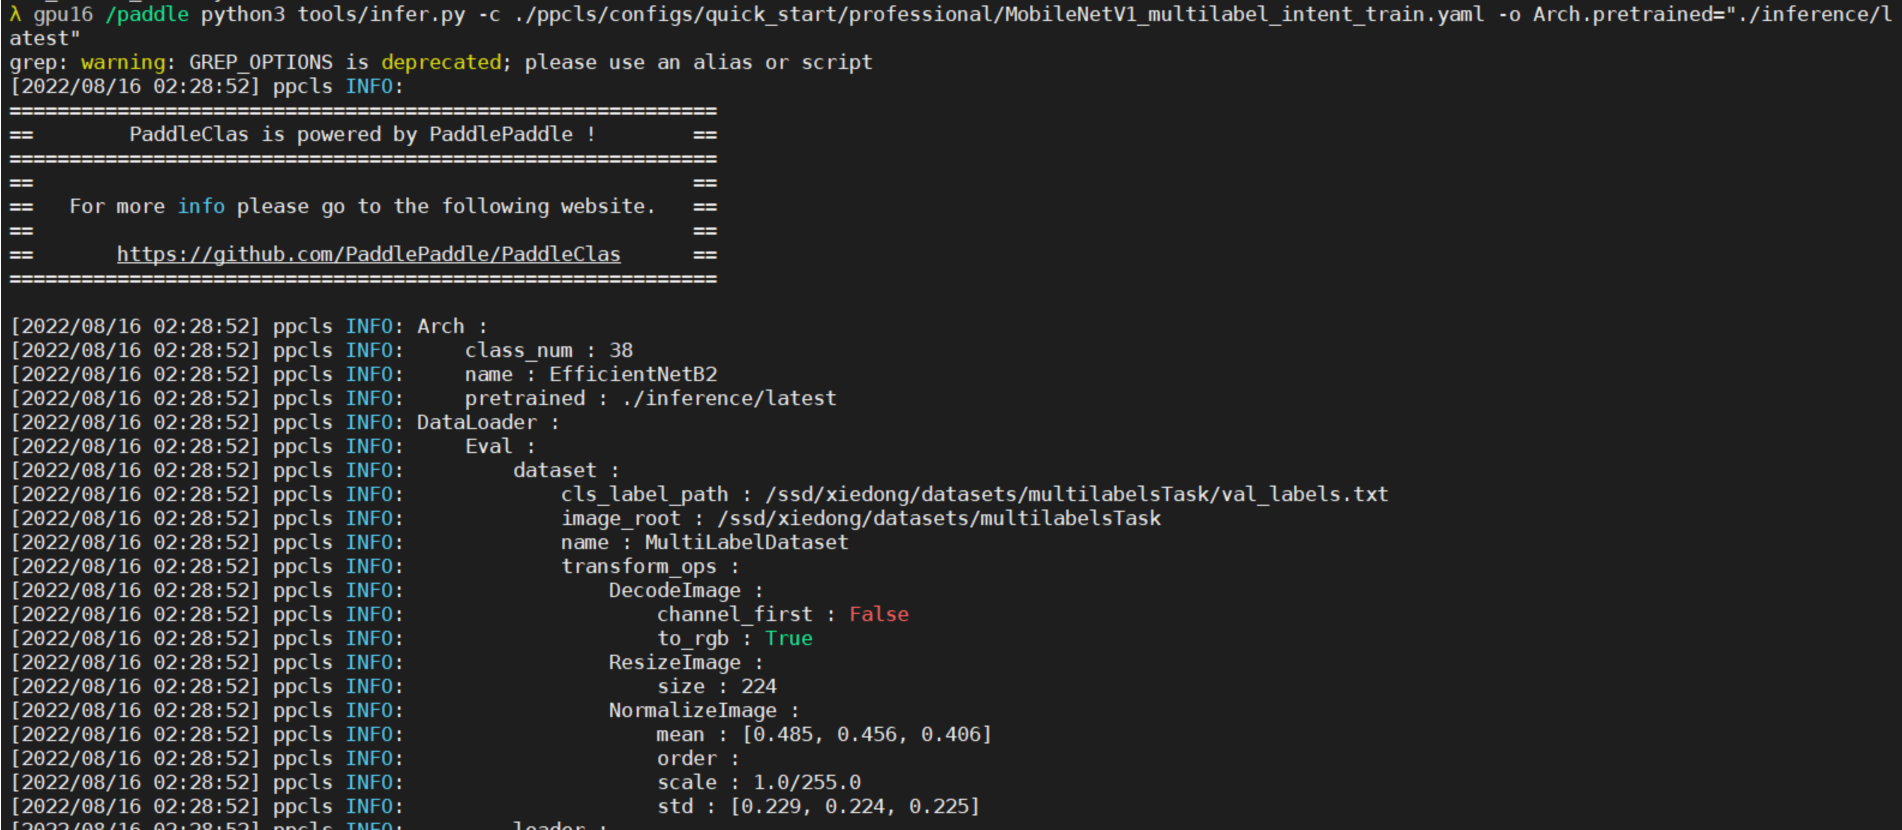 λ gpu16 /paddle python3 tools/infer.py -c ./ppcls/configs/quick_start/professional/MobileNetV1_multilabel_intent_train.yaml -o Arch.pretrained="./inference/l
atest"
grep: warning: GREP_OPTIONS is deprecated; please use an alias or script
[2022/08/16 02:28:52] ppcls INFO:
===========================================================
==        PaddleClas is powered by PaddlePaddle !        ==
===========================================================
==                                                       ==
==   For more info please go to the following website.   ==
==                                                       ==
==       https://github.com/PaddlePaddle/PaddleClas      ==
===========================================================
[2022/08/16 02:28:52] ppcls INFO: Arch :
[2022/08/16 02:28:52] ppcls INFO:     class_num : 38
[2022/08/16 02:28:52] ppcls INFO:     name : EfficientNetB2
[2022/08/16 02:28:52] ppcls INFO:     pretrained : ./inference/latest
[2022/08/16 02:28:52] ppcls INFO: DataLoader :
[2022/08/16 02:28:52] ppcls INFO:     Eval :
[2022/08/16 02:28:52] ppcls INFO:         dataset :
[2022/08/16 02:28:52] ppcls INFO:             cls_label_path : /ssd/xiedong/datasets/multilabelsTask/val_labels.txt
[2022/08/16 02:28:52] ppcls INFO:             image_root : /ssd/xiedong/datasets/multilabelsTask
[2022/08/16 02:28:52] ppcls INFO:             name : MultiLabelDataset
[2022/08/16 02:28:52] ppcls INFO:             transform_ops :
[2022/08/16 02:28:52] ppcls INFO:                 DecodeImage :
[2022/08/16 02:28:52] ppcls INFO:                     channel_first : False
[2022/08/16 02:28:52] ppcls INFO:                     to_rgb : True
[2022/08/16 02:28:52] ppcls INFO:                 ResizeImage :
[2022/08/16 02:28:52] ppcls INFO:                     size : 224
[2022/08/16 02:28:52] ppcls INFO:                 NormalizeImage :
[2022/08/16 02:28:52] ppcls INFO:                     mean : [0.485, 0.456, 0.406]
[2022/08/16 02:28:52] ppcls INFO:                     order :
[2022/08/16 02:28:52] ppcls INFO:                     scale : 1.0/255.0
[2022/08/16 02:28:52] ppcls INFO:                     std : [0.229, 0.224, 0.225]
[2022/08/16 02:28:52] ppcls INFO:         loader :